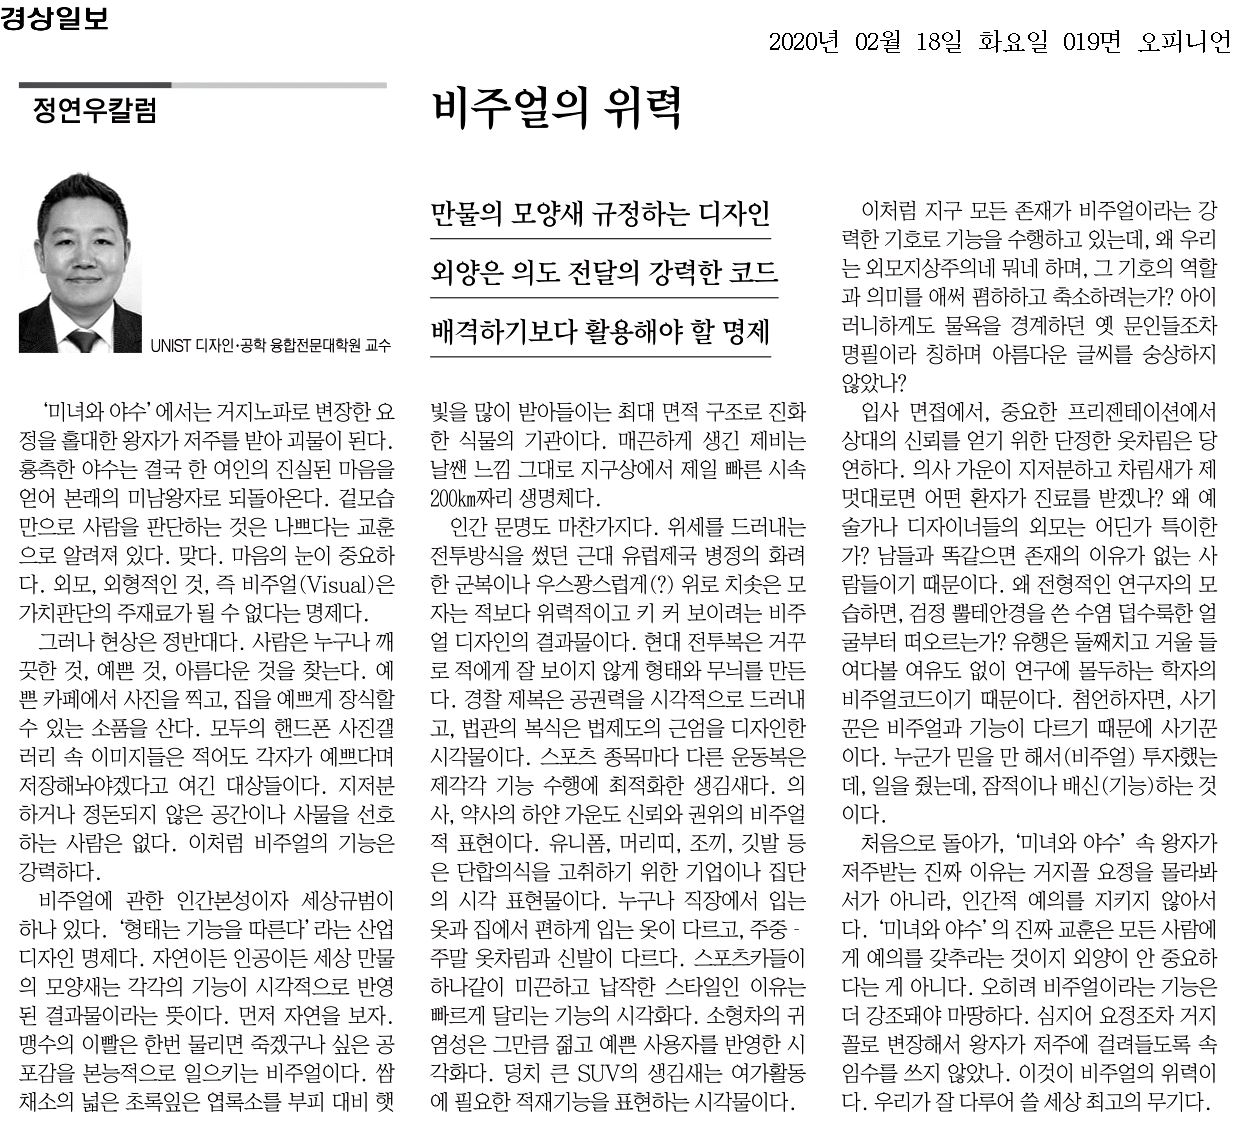 경상일보
2020년 02월 18일 화요일 019면 오피니언
정연우칼럼
비주얼의 위력
UNIST 디자인·공학 융합전문대학원 교수
만물의 모양새 규정하는 디자인
외양은 의도 전달의 강력한 코드
배격하기보다 활용해야 할 명제
‘미녀와 야수’에서는 거지노파로 변장한 요
정을 홀대한 왕자가 저주를 받아 괴물이 된다.
흉측한 야수는 결국 한 여인의 진실된 마음을
얻어 본래의 미남왕자로 되돌아온다. 겉모습
만으로 사람을 판단하는 것은 나쁘다는 교훈
으로 알려져 있다. 맞다. 마음의 눈이 중요하
다. 외모, 외형적인 것, 즉 비주얼(Visual)은
가치판단의 주재료가 될 수 없다는 명제다.
그러나 현상은 정반대다. 사람은 누구나 깨
끗한 것, 예쁜 것, 아름다운 것을 찾는다. 예
쁜 카페에서 사진을 찍고, 집을 예쁘게 장식할
수 있는 소품을 산다. 모두의 핸드폰 사진갤
러리 속 이미지들은 적어도 각자가 예쁘다며
저장해놔야겠다고 여긴 대상들이다. 지저분
하거나 정돈되지 않은 공간이나 사물을 선호
하는 사람은 없다. 이처럼 비주얼의 기능은
강력하다.
비주얼에 관한 인간본성이자 세상규범이
하나 있다. ‘형태는 기능을 따른다’라는 산업
디자인 명제다. 자연이든 인공이든 세상 만물
의 모양새는 각각의 기능이 시각적으로 반영
된 결과물이라는 뜻이다. 먼저 자연을 보자.
맹수의 이빨은 한번 물리면 죽겠구나 싶은 공
포감을 본능적으로 일으키는 비주얼이다. 쌈
채소의 넓은 초록잎은 엽록소를 부피 대비 햇
빛을 많이 받아들이는 최대 면적 구조로 진화
한 식물의 기관이다. 매끈하게 생긴 제비는
날쌘 느낌 그대로 지구상에서 제일 빠른 시속
200㎞짜리 생명체다.
인간 문명도 마찬가지다. 위세를 드러내는
전투방식을 썼던 근대 유럽제국 병정의 화려
한 군복이나 우스꽝스럽게(?) 위로 치솟은 모
자는 적보다 위력적이고 키 커 보이려는 비주
얼 디자인의 결과물이다. 현대 전투복은 거꾸
로 적에게 잘 보이지 않게 형태와 무늬를 만든
다. 경찰 제복은 공권력을 시각적으로 드러내
고, 법관의 복식은 법제도의 근엄을 디자인한
시각물이다. 스포츠 종목마다 다른 운동복은
제각각 기능 수행에 최적화한 생김새다. 의
사, 약사의 하얀 가운도 신뢰와 권위의 비주얼
적 표현이다. 유니폼, 머리띠, 조끼, 깃발 등
은 단합의식을 고취하기 위한 기업이나 집단
의 시각 표현물이다. 누구나 직장에서 입는
옷과 집에서 편하게 입는 옷이 다르고, 주중-
주말 옷차림과 신발이 다르다. 스포츠카들이
하나같이 미끈하고 납작한 스타일인 이유는
빠르게 달리는 기능의 시각화다. 소형차의 귀
염성은 그만큼 젊고 예쁜 사용자를 반영한 시
각화다. 덩치 큰 SUV의 생김새는 여가활동
에 필요한 적재기능을 표현하는 시각물이다.
이처럼 지구 모든 존재가 비주얼이라는 강
력한 기호로 기능을 수행하고 있는데, 왜 우리
는 외모지상주의네 뭐네 하며, 그 기호의 역할
과 의미를 애써 폄하하고 축소하려는가? 아이
러니하게도 물욕을 경계하던 옛 문인들조차
명필이라 칭하며 아름다운 글씨를 숭상하지
않았나?
입사 면접에서, 중요한 프리젠테이션에서
상대의 신뢰를 얻기 위한 단정한 옷차림은 당
연하다. 의사 가운이 지저분하고 차림새가 제
멋대로면 어떤 환자가 진료를 받겠나? 왜 예
술가나 디자이너들의 외모는 어딘가 특이한
가? 남들과 똑같으면 존재의 이유가 없는 사
람들이기 때문이다. 왜 전형적인 연구자의 모
습하면, 검정 뿔테안경을 쓴 수염 덥수룩한 얼
굴부터 떠오르는가? 유행은 둘째치고 거울 들
여다볼 여유도 없이 연구에 몰두하는 학자의
비주얼코드이기 때문이다. 첨언하자면, 사기
꾼은 비주얼과 기능이 다르기 때문에 사기꾼
이다. 누군가 믿을 만 해서(비주얼) 투자했는
데, 일을 줬는데, 잠적이나 배신(기능)하는 것
이다.
처음으로 돌아가, ‘미녀와 야수’ 속 왕자가
저주받는 진짜 이유는 거지꼴 요정을 몰라봐
서가 아니라, 인간적 예의를 지키지 않아서
다. ‘미녀와 야수’의 진짜 교훈은 모든 사람에
게 예의를 갖추라는 것이지 외양이 안 중요하
다는 게 아니다. 오히려 비주얼이라는 기능은
더 강조돼야 마땅하다. 심지어 요정조차 거지
꼴로 변장해서 왕자가 저주에 걸려들도록 속
임수를 쓰지 않았나. 이것이 비주얼의 위력이
다. 우리가 잘 다루어 쓸 세상 최고의 무기다.